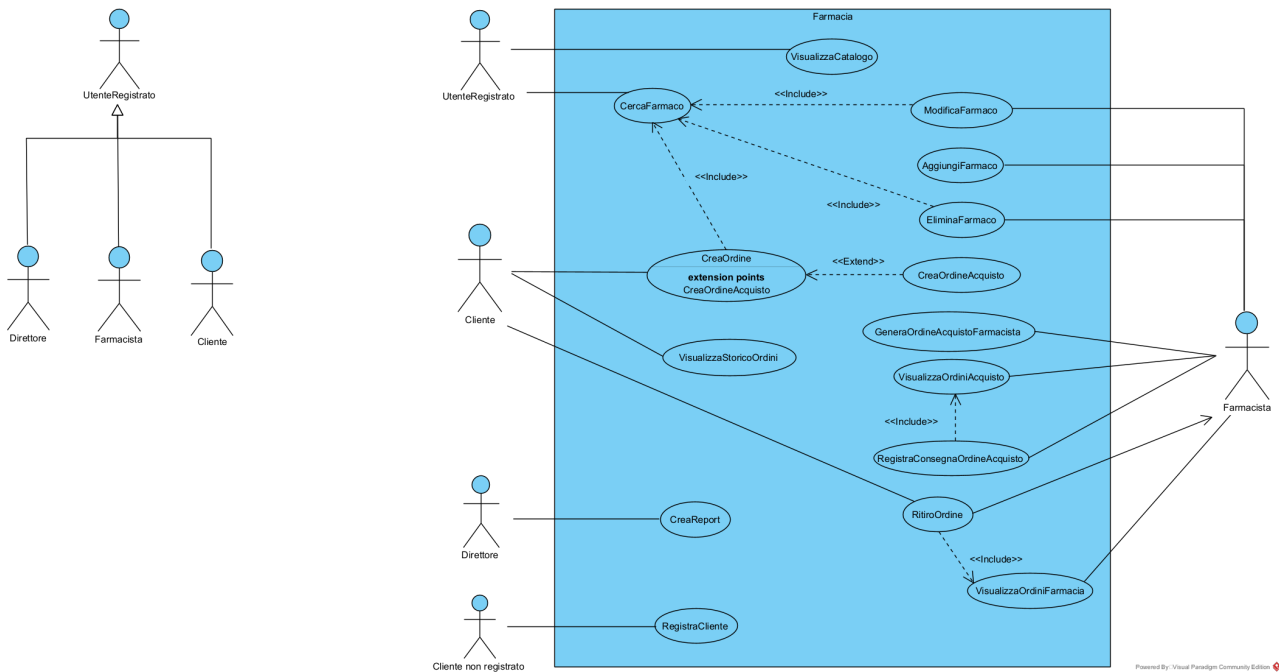 Farmacia
UtenteRegistrato
Direttore
Farmacista
Cliente
UtenteRegistrato
VisualizzaCatalogo
CercaFarmaco
<<Include>>
ModificaFarmaco
AggiungiFarmaco
<<Include>>
<<Include>>
EliminaFarmaco
Cliente
CreaOrdine
extension points
CreaOrdineAcquisto
<<Extend>>
CreaOrdineAcquisto
GeneraOrdineAcquistoFarmacista
VisualizzaStoricoOrdini
VisualizzaOrdiniAcquisto
Farmacista
<<Include>>
RegistraConsegnaOrdineAcquisto
Direttore
CreaReport
RitiroOrdine
<<Include>>
VisualizzaOrdiniFarmacia
Cliente non registrato
RegistraCliente
Powered By: Visual Paradigm Community Edition